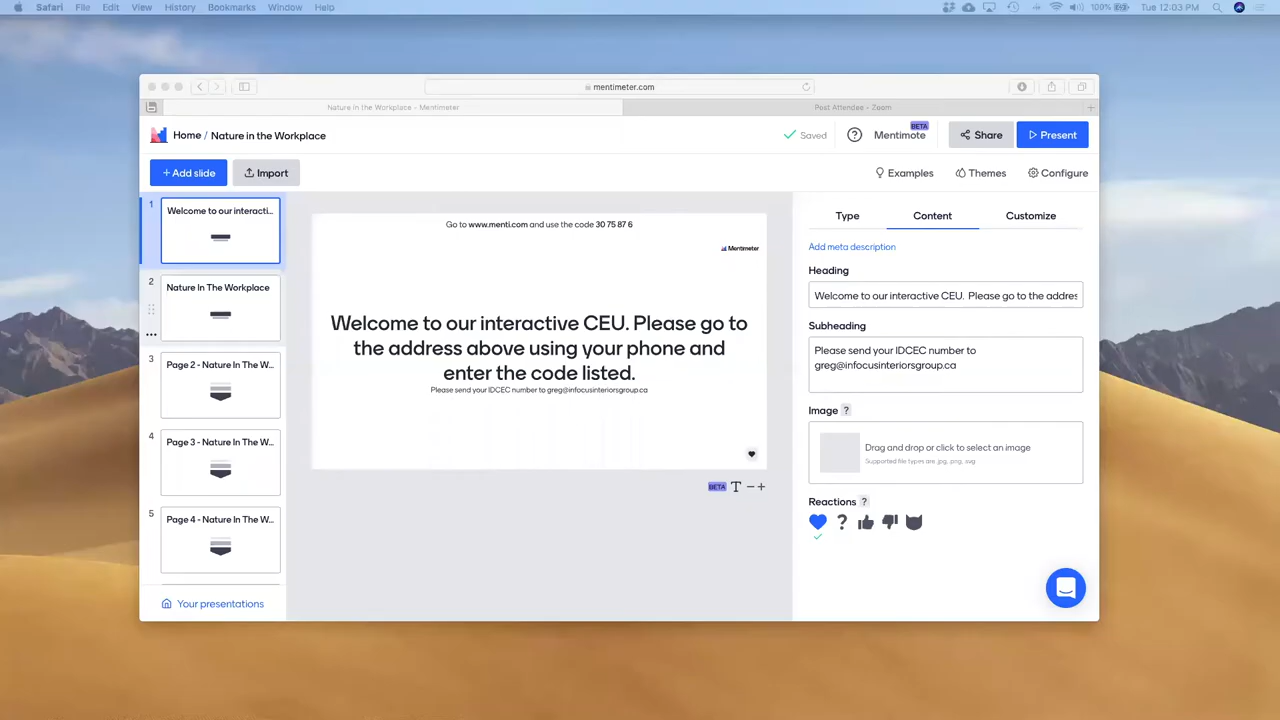 Safari File Edit View History Bookmarks Window Help 100% Tue 12:03 PM
mentimeter.com
Nature in the Workplace - Mentimeter Post Attendee - Zoom
Home / Nature in the Workplace Saved ? Mentimote BETA Share Present
+ Add slide Import Examples Themes Configure
1 Welcome to our interacti...
2 Nature In The Workplace
3 Page 2 - Nature In The W...
4 Page 3 - Nature In The W...
5 Page 4 - Nature In The W...
Your presentations
Go to www.menti.com and use the code 30 75 87 6
Mentimeter
Welcome to our interactive CEU. Please go to
the address above using your phone and
enter the code listed.
Please send your IDCEC number to greg@infocusinteriorsgroup.ca
BETA T − +
Type Content Customize
Add meta description
Heading
Welcome to our interactive CEU. Please go to the addres
Subheading
Please send your IDCEC number to
greg@infocusinteriorsgroup.ca
Image ?
Drag and drop or click to select an image
Supported file types are .jpg, .png, .svg
Reactions ?
?